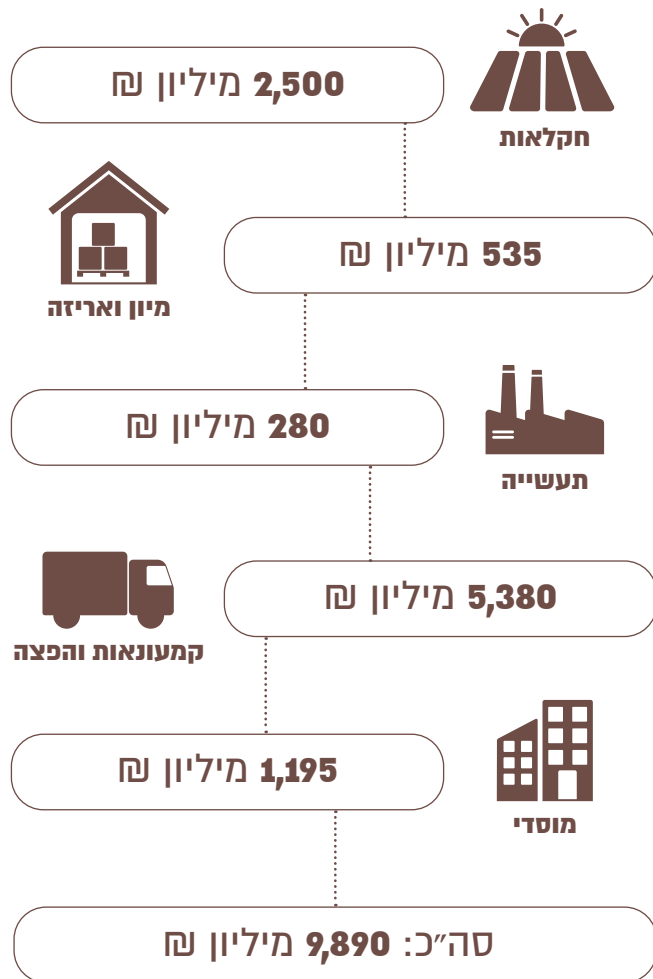 2,500 מיליון ₪
חקלאות
535 מיליון ₪
מיון ואריזה
280 מיליון ₪
תעשייה
5,380 מיליון ₪
קמעונאות והפצה
1,195 מיליון ₪
מוסדי
סה״כ: 9,890 מיליון ₪